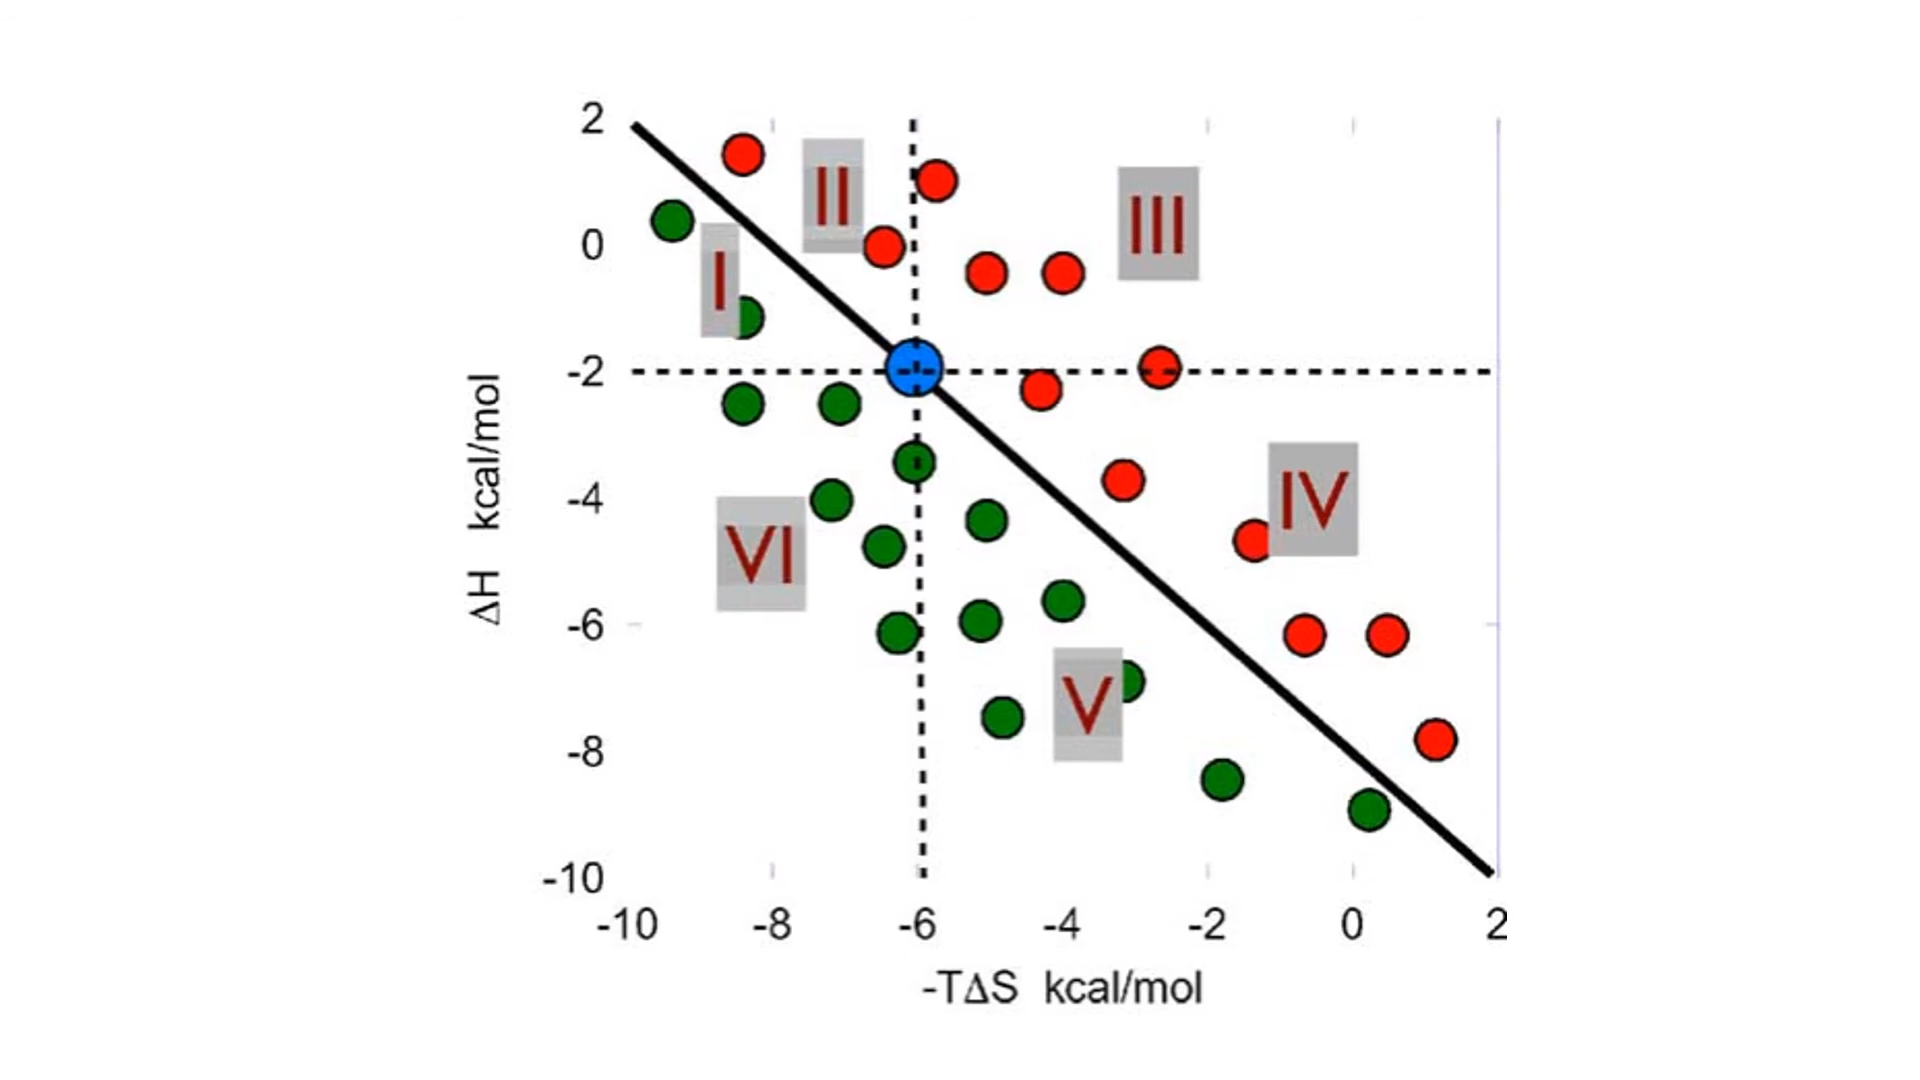 2
0
-2
-4
-6
-8
-10
ΔH kcal/mol
I
II
III
IV
V
VI
-10 -8 -6 -4 -2 0 2
-TΔS kcal/mol